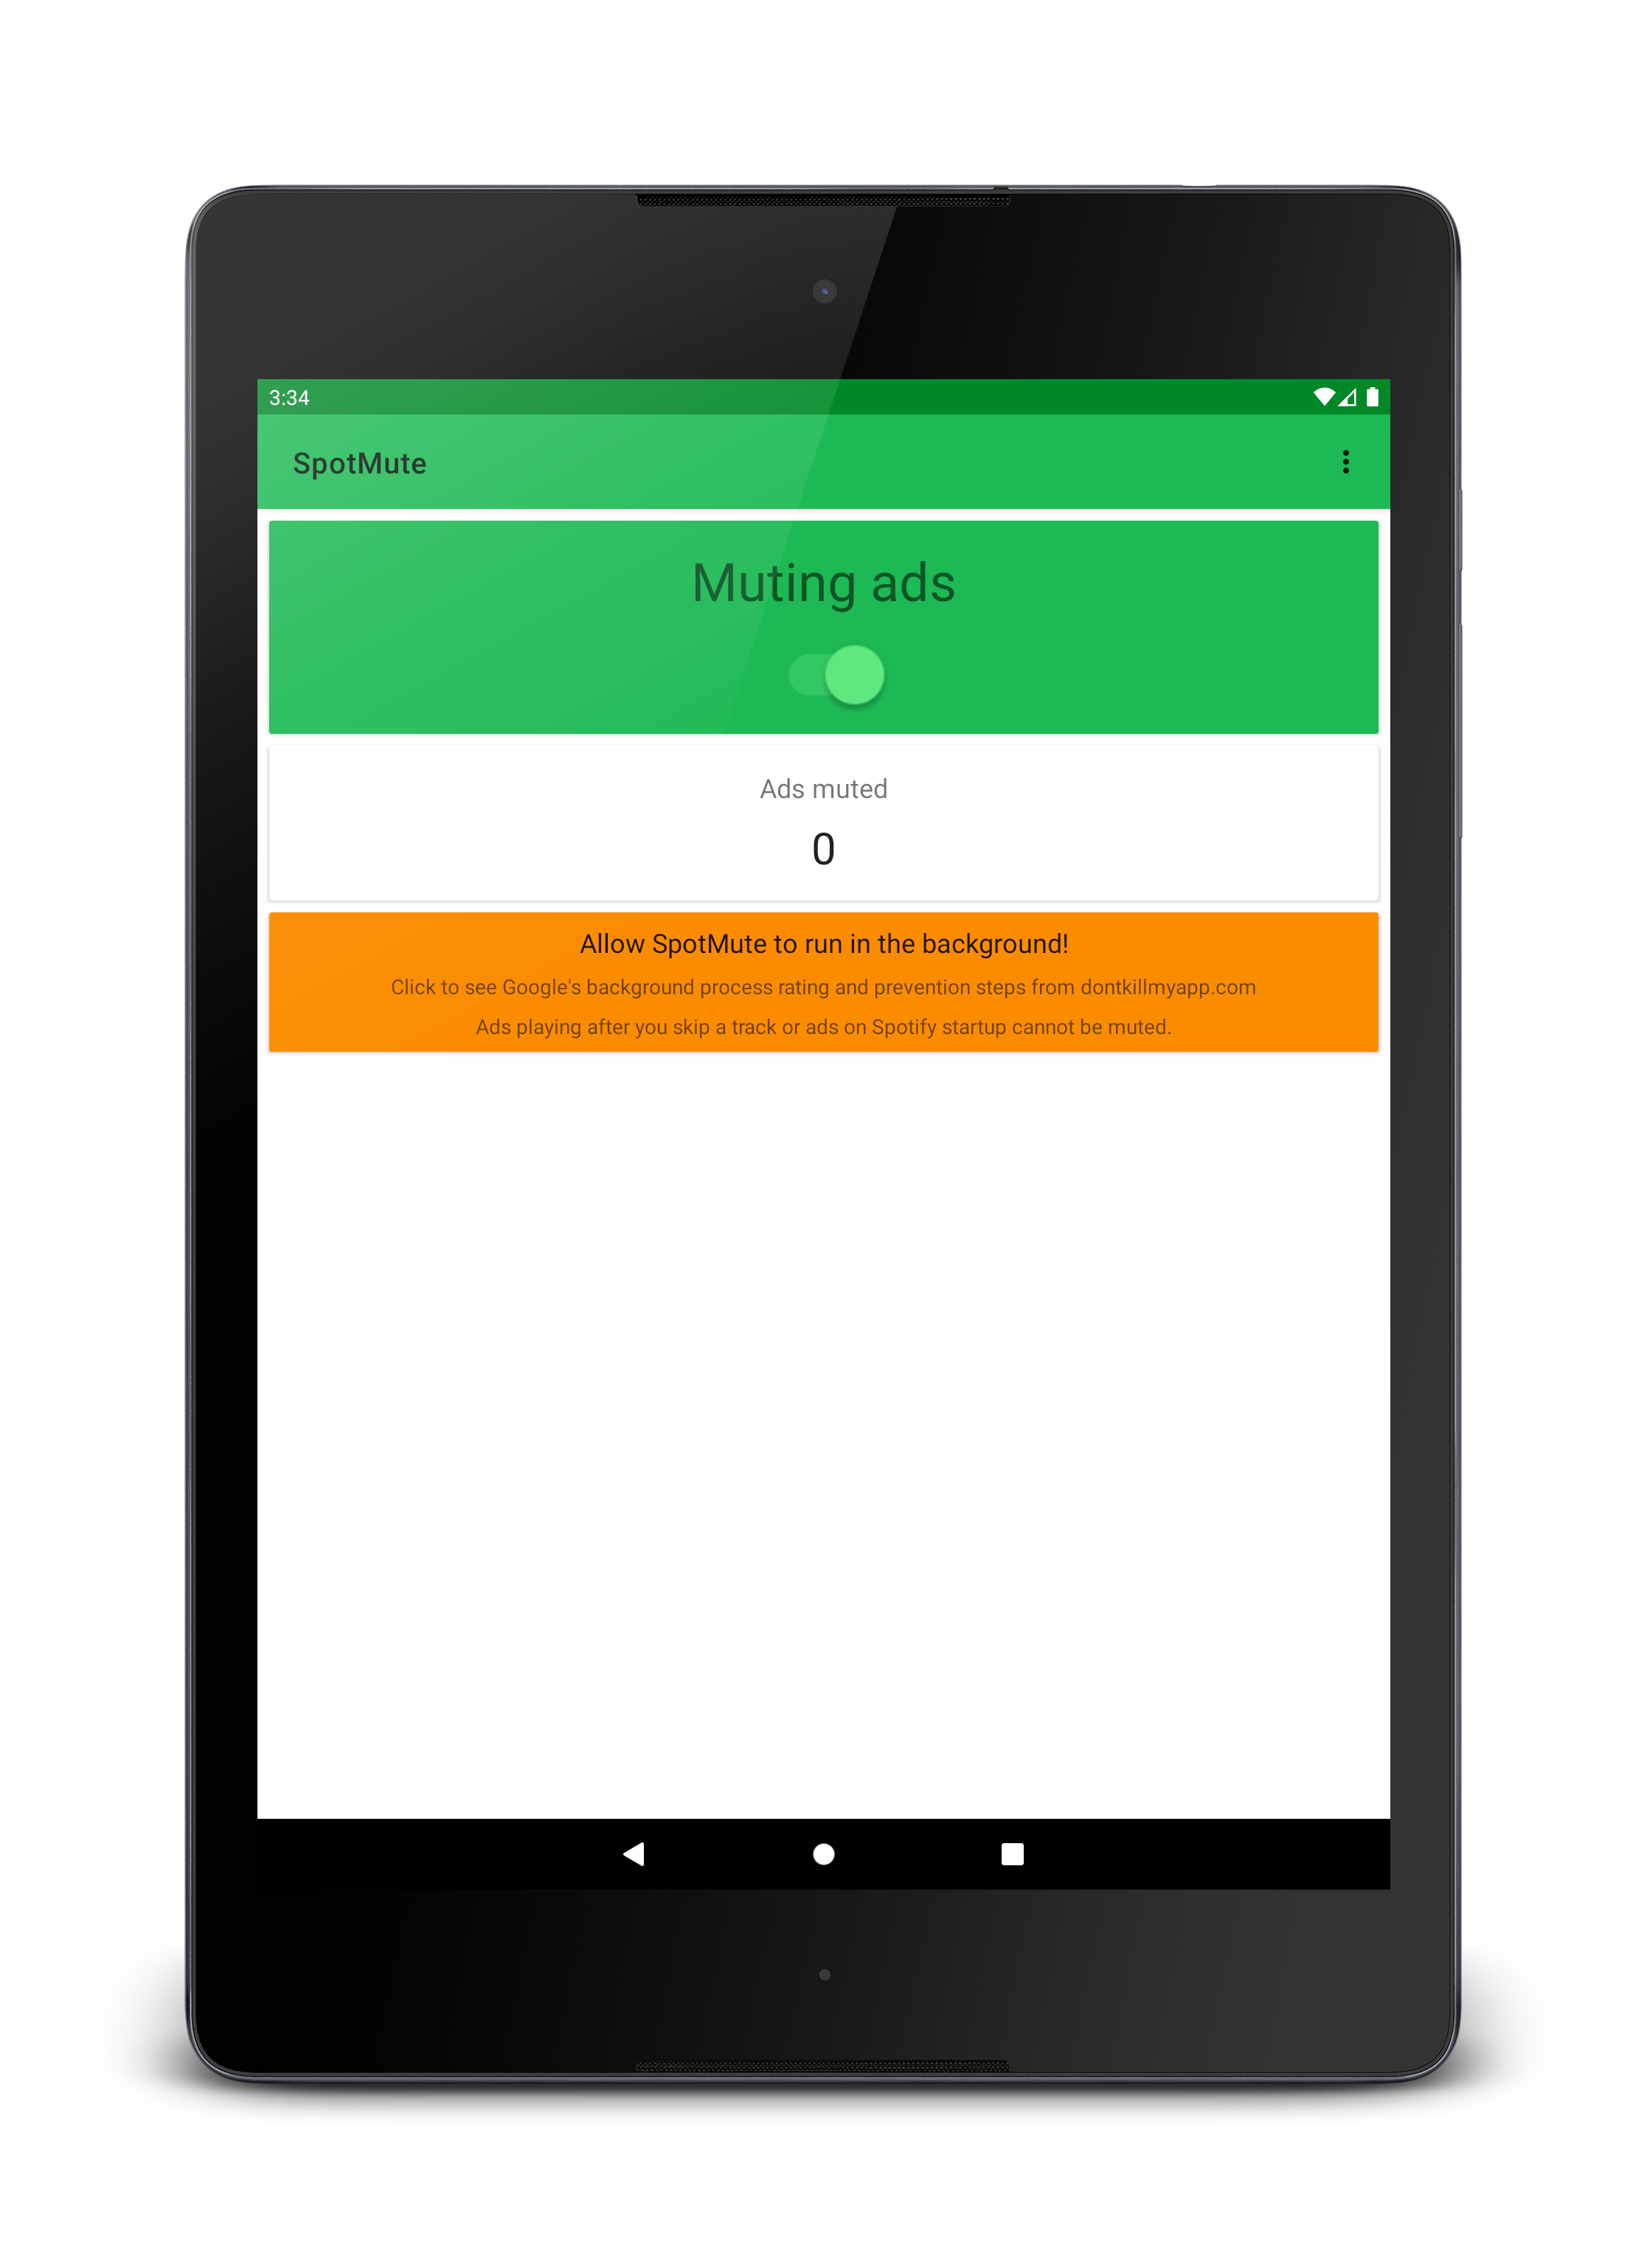 3:34
SpotMute
Muting ads
Ads muted
0
Allow SpotMute to run in the background!
Click to see Google's background process rating and prevention steps from dontkillmyapp.com
Ads playing after you skip a track or ads on Spotify startup cannot be muted.